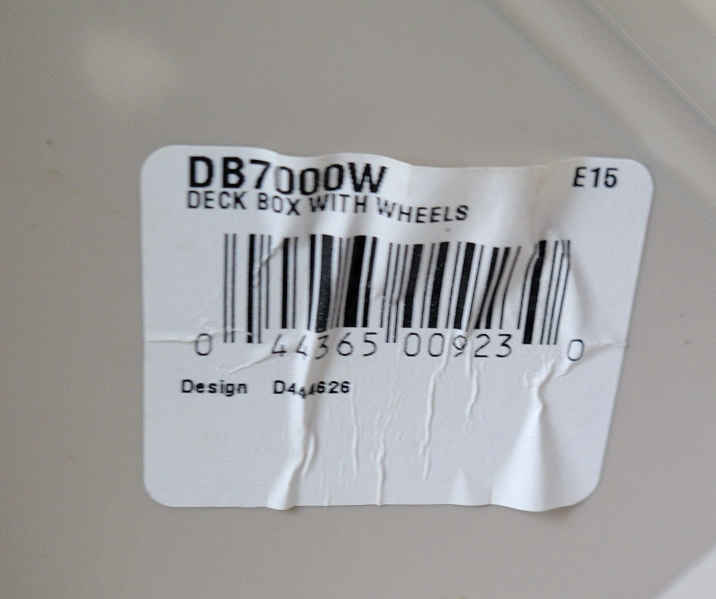 DB7000W
E15
DECK BOX WITH WHEELS
0 44365 00923 0
Design